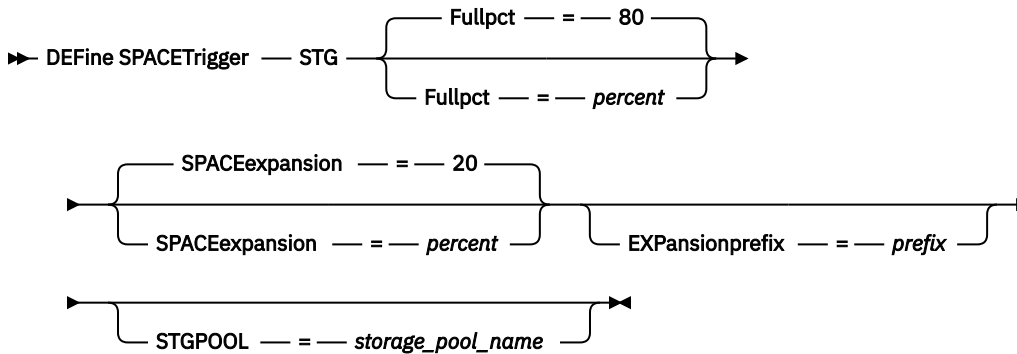 Fullpct = 80
DEFine SPACETrigger STG
Fullpct = percent
SPACEexpansion = 20
SPACEexpansion = percent EXPansionprefix = prefix
STGPOOL = storage_pool_name